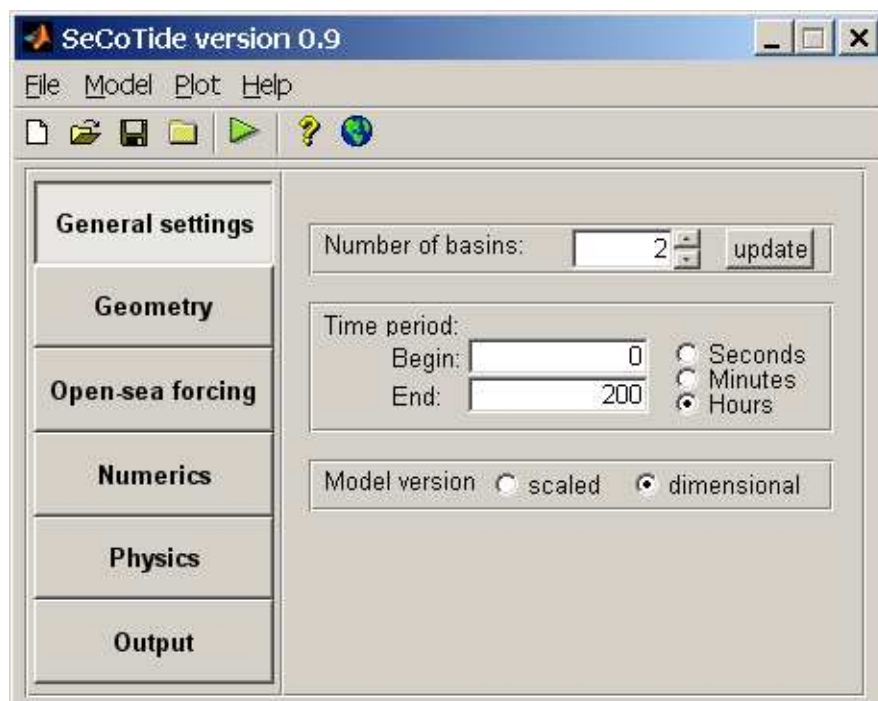 SeCoTide version 0.9
File Model Plot Help
General settings
Geometry
Open-sea forcing
Numerics
Physics
Output
Number of basins: 2 update
Time period:
Begin: 0
End: 200
Seconds
Minutes
Hours
Model version scaled dimensional